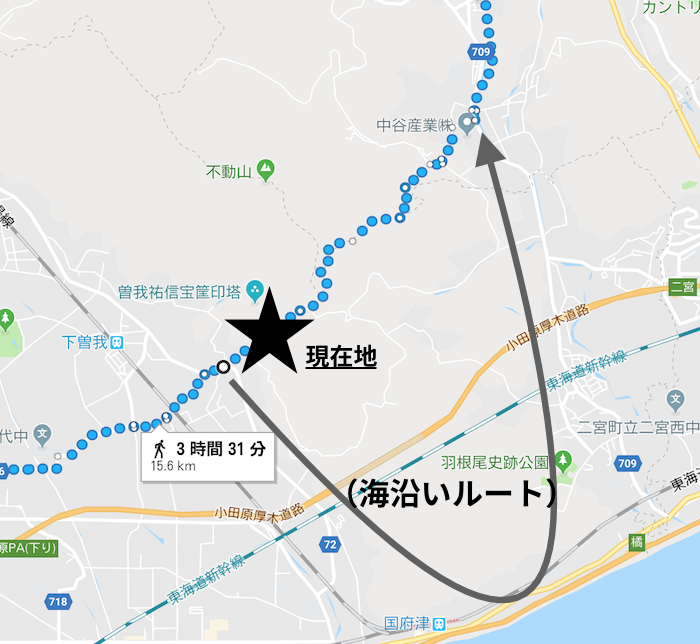 カントリ
709
中谷産業㈱
不動山
曽我祐信宝筐印塔
二宮
下曽我
小田原厚木道路
現在地
東海道新幹線
代中
3 時間 31 分
15.6 km
二宮町立二宮西中
羽根尾史跡公園
709
(海沿いルート)
東海
小田原厚木道路
橘
原PA(下り)
72
東海道新幹線
718
国府津